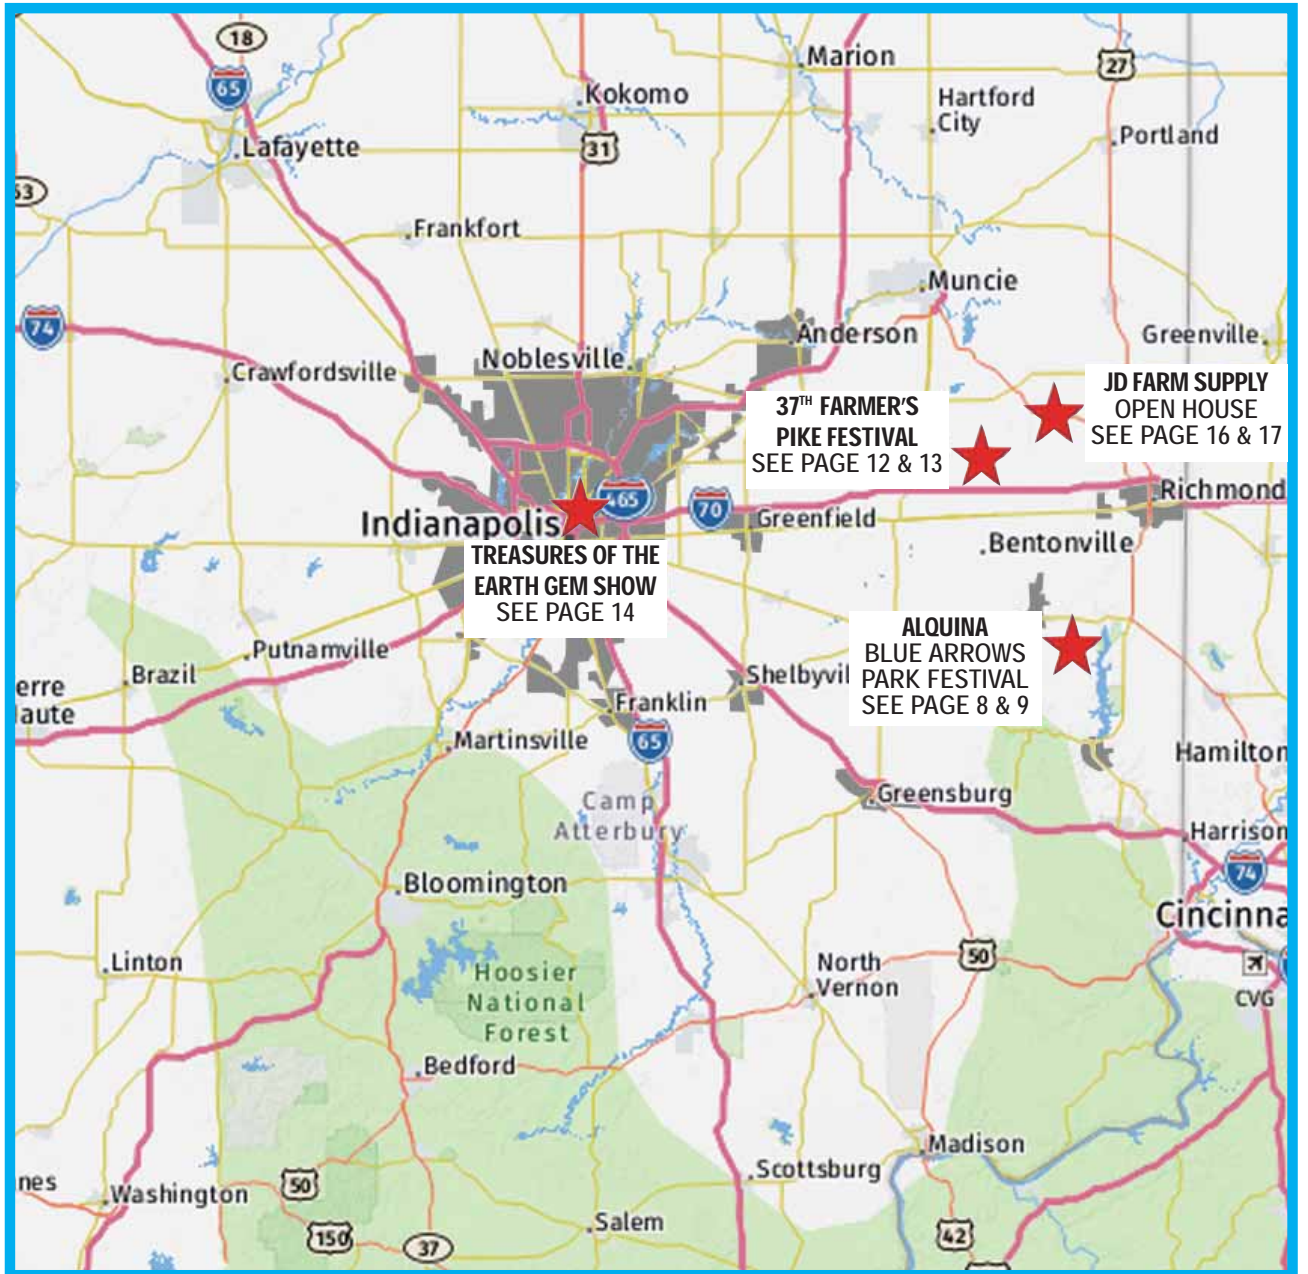 18
65
Marion
27
Kokomo
Hartford
City
31
Portland
Lafayette
53
Frankfort
Muncie
74
Anderson
Greenville
Noblesville
Crawfordsville
JD FARM SUPPLY
OPEN HOUSE
SEE PAGE 16 & 17
37TH FARMER'S
PIKE FESTIVAL
SEE PAGE 12 & 13
Richmond
465
70
Indianapolis
Greenfield
Bentonville
TREASURES OF THE
EARTH GEM SHOW
SEE PAGE 14
ALQUINA
BLUE ARROWS
PARK FESTIVAL
SEE PAGE 8 & 9
Putnamville
Brazil
Shelbyvil
erre
aute
Franklin
65
Martinsville
Hamilton
Camp
Atterbury
Greensburg
Harrison
74
Bloomington
Cincinna
Linton
50
North
Vernon
Hoosier
National
Forest
CVG
Bedford
Madison
Scottsburg
nes
50
Washington
Salem
150
37
42